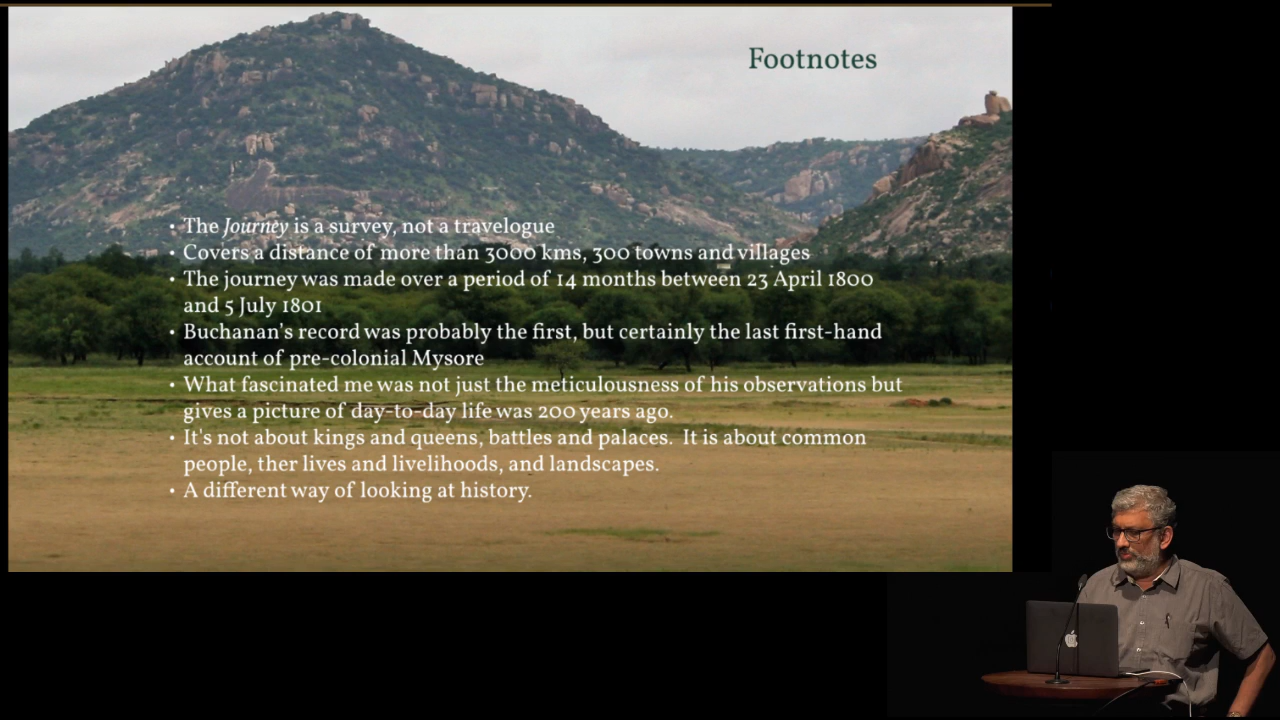 Footnotes
• The Journey is a survey, not a travelogue
• Covers a distance of more than 3000 kms, 300 towns and villages
• The journey was made over a period of 14 months between 23 April 1800
and 5 July 1801
• Buchanan's record was probably the first, but certainly the last first-hand
account of pre-colonial Mysore
• What fascinated me was not just the meticulousness of his observations but
gives a picture of day-to-day life was 200 years ago.
• It's not about kings and queens, battles and palaces. It is about common
people, ther lives and livelihoods, and landscapes.
• A different way of looking at history.